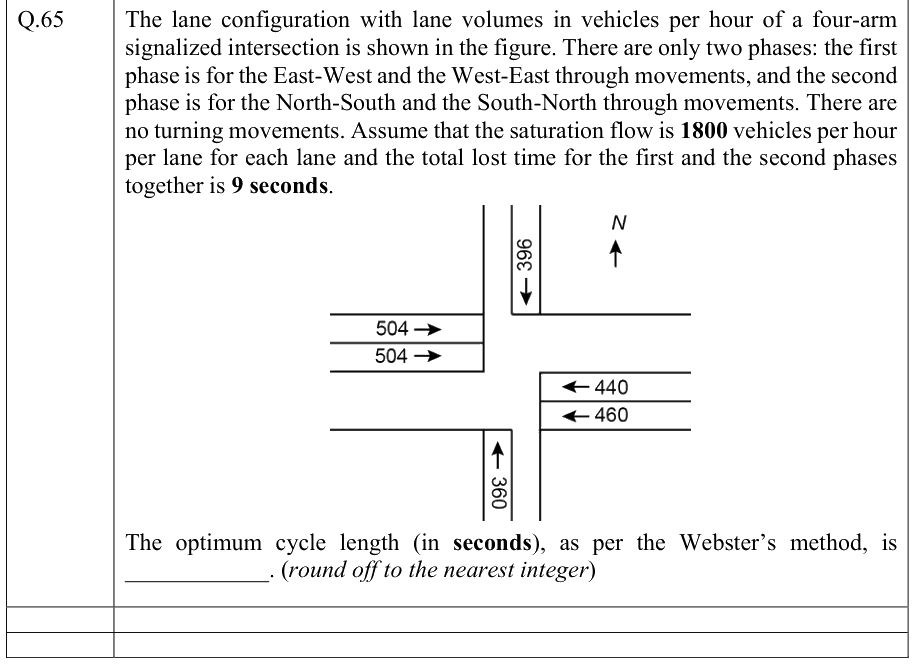 Q.65
The lane configuration with lane volumes in vehicles per hour of a four-arm
signalized intersection is shown in the figure. There are only two phases: the first
phase is for the East-West and the West-East through movements, and the second
phase is for the North-South and the South-North through movements. There are
no turning movements. Assume that the saturation flow is 1800 vehicles per hour
per lane for each lane and the total lost time for the first and the second phases
together is 9 seconds.
N
396
504
504
440
460
360
The optimum cycle length (in seconds), as per the Webster's method, is
____________. (round off to the nearest integer)